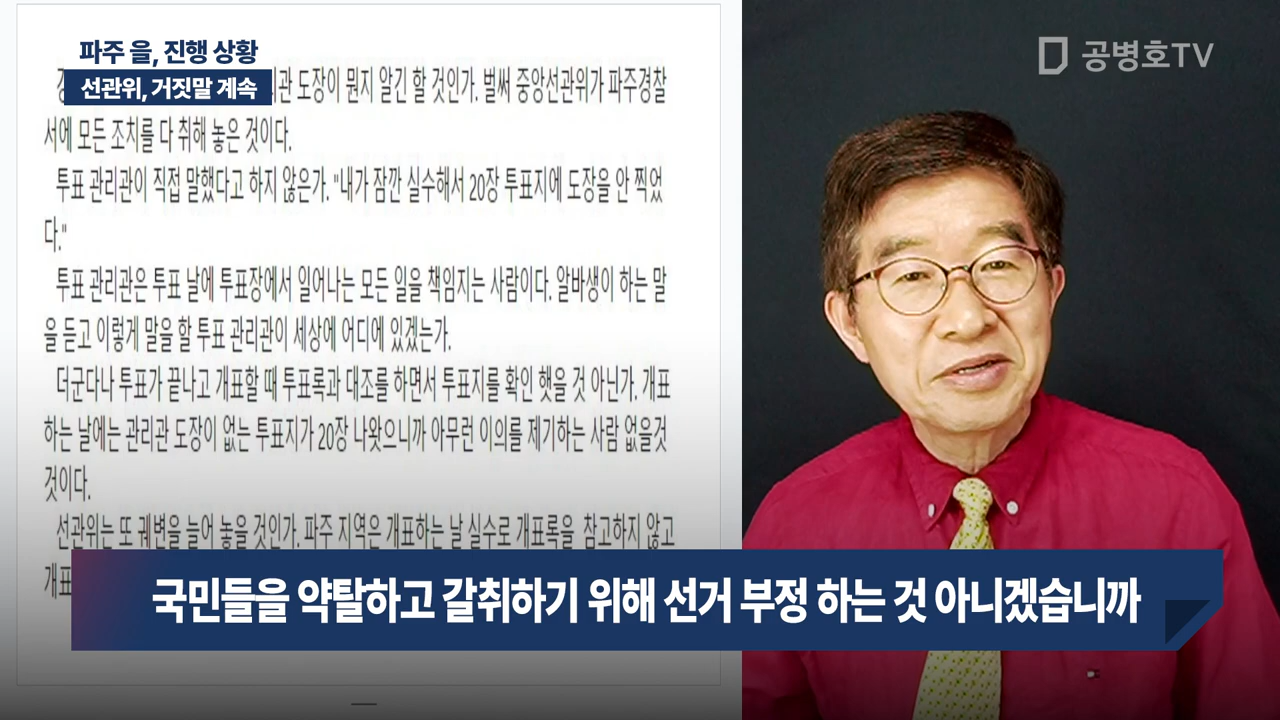 파주 을, 진행 상황
선관위, 거짓말 계속
공병호TV
관 도장이 뭔지 알긴 할 것인가. 벌써 중앙선관위가 파주경찰
서에 모든 조치를 다 취해 놓은 것이다.
투표 관리관이 직접 말했다고 하지 않은가. "내가 잠깐 실수해서 20장 투표지에 도장을 안 찍었
다."
투표 관리관은 투표 날에 투표장에서 일어나는 모든 일을 책임지는 사람이다. 알바생이 하는 말
을 듣고 이렇게 말을 할 투표 관리관이 세상에 어디에 있겠는가.
더군다나 투표가 끝나고 개표할 때 투표록과 대조를 하면서 투표지를 확인 했을 것 아닌가. 개표
하는 날에는 관리관 도장이 없는 투표지가 20장 나왓으니까 아무런 이의를 제기하는 사람 없을것
것이다.
선관위는 또 궤변을 늘어 놓을 것인가. 파주 지역은 개표하는 날 실수로 개표록을 참고하지 않고
개표
국민들을 약탈하고 갈취하기 위해 선거 부정 하는 것 아니겠습니까